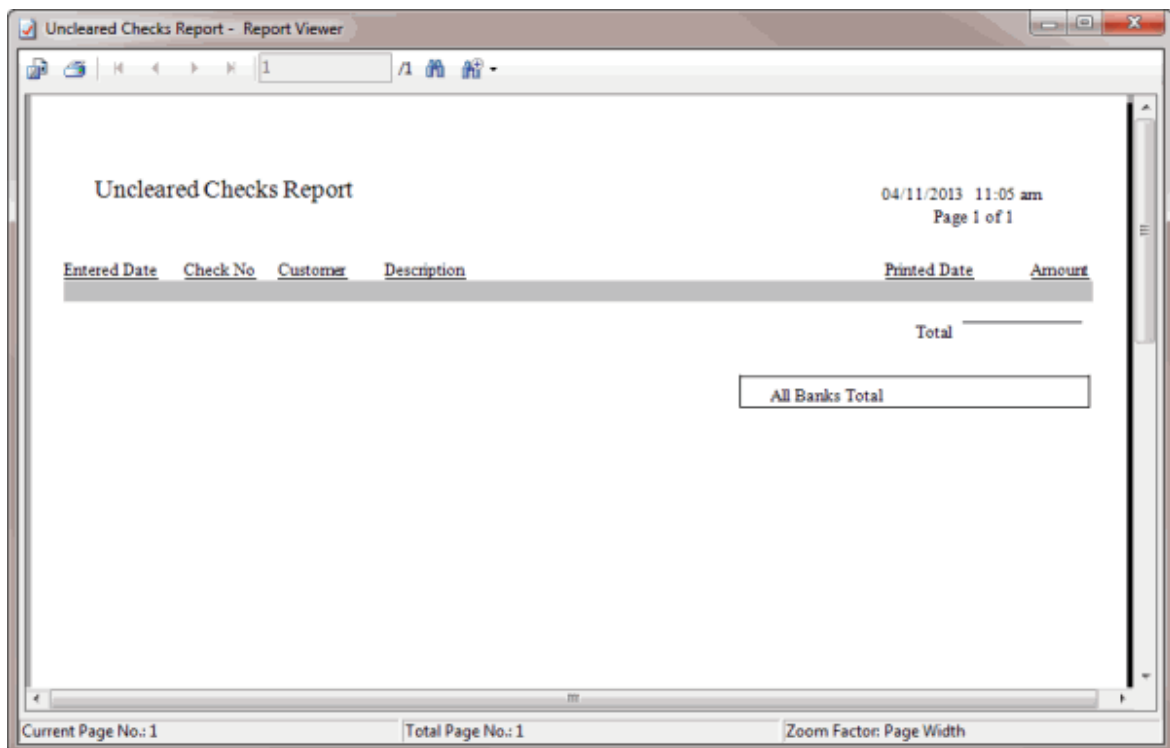 Uncleared Checks Report - Report Viewer
1 /1
Uncleared Checks Report
04/11/2013 11:05 am
Page 1 of 1
Entered Date Check No Customer Description Printed Date Amount
Total
All Banks Total
Current Page No.: 1 Total Page No.: 1 Zoom Factor: Page Width